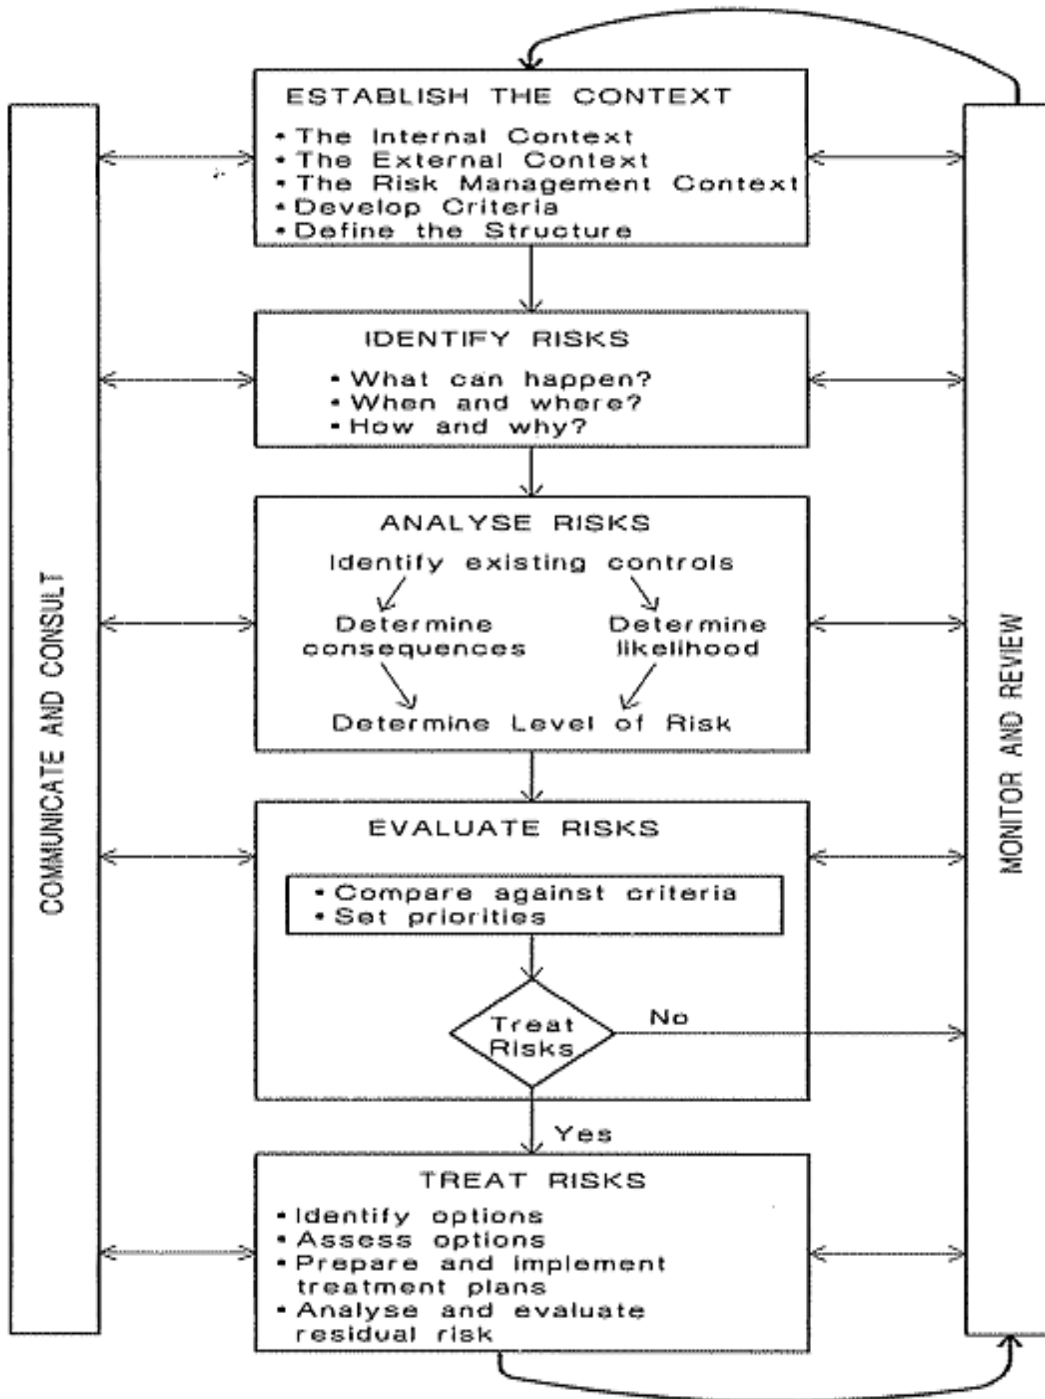 ESTABLISH THE CONTEXT
• The Internal Context
• The External Context
• The Risk Management Context
• Develop Criteria
• Define the Structure
IDENTIFY RISKS
• What can happen?
• When and where?
• How and why?
ANALYSE RISKS
Identify existing controls
Determine
consequences
Determine
likelihood
Determine Level of Risk
EVALUATE RISKS
• Compare against criteria
• Set priorities
Treat
Risks
No
Yes
TREAT RISKS
• Identify options
• Assess options
• Prepare and implement
treatment plans
• Analyse and evaluate
residual risk
COMMUNICATE AND CONSULT
MONITOR AND REVIEW